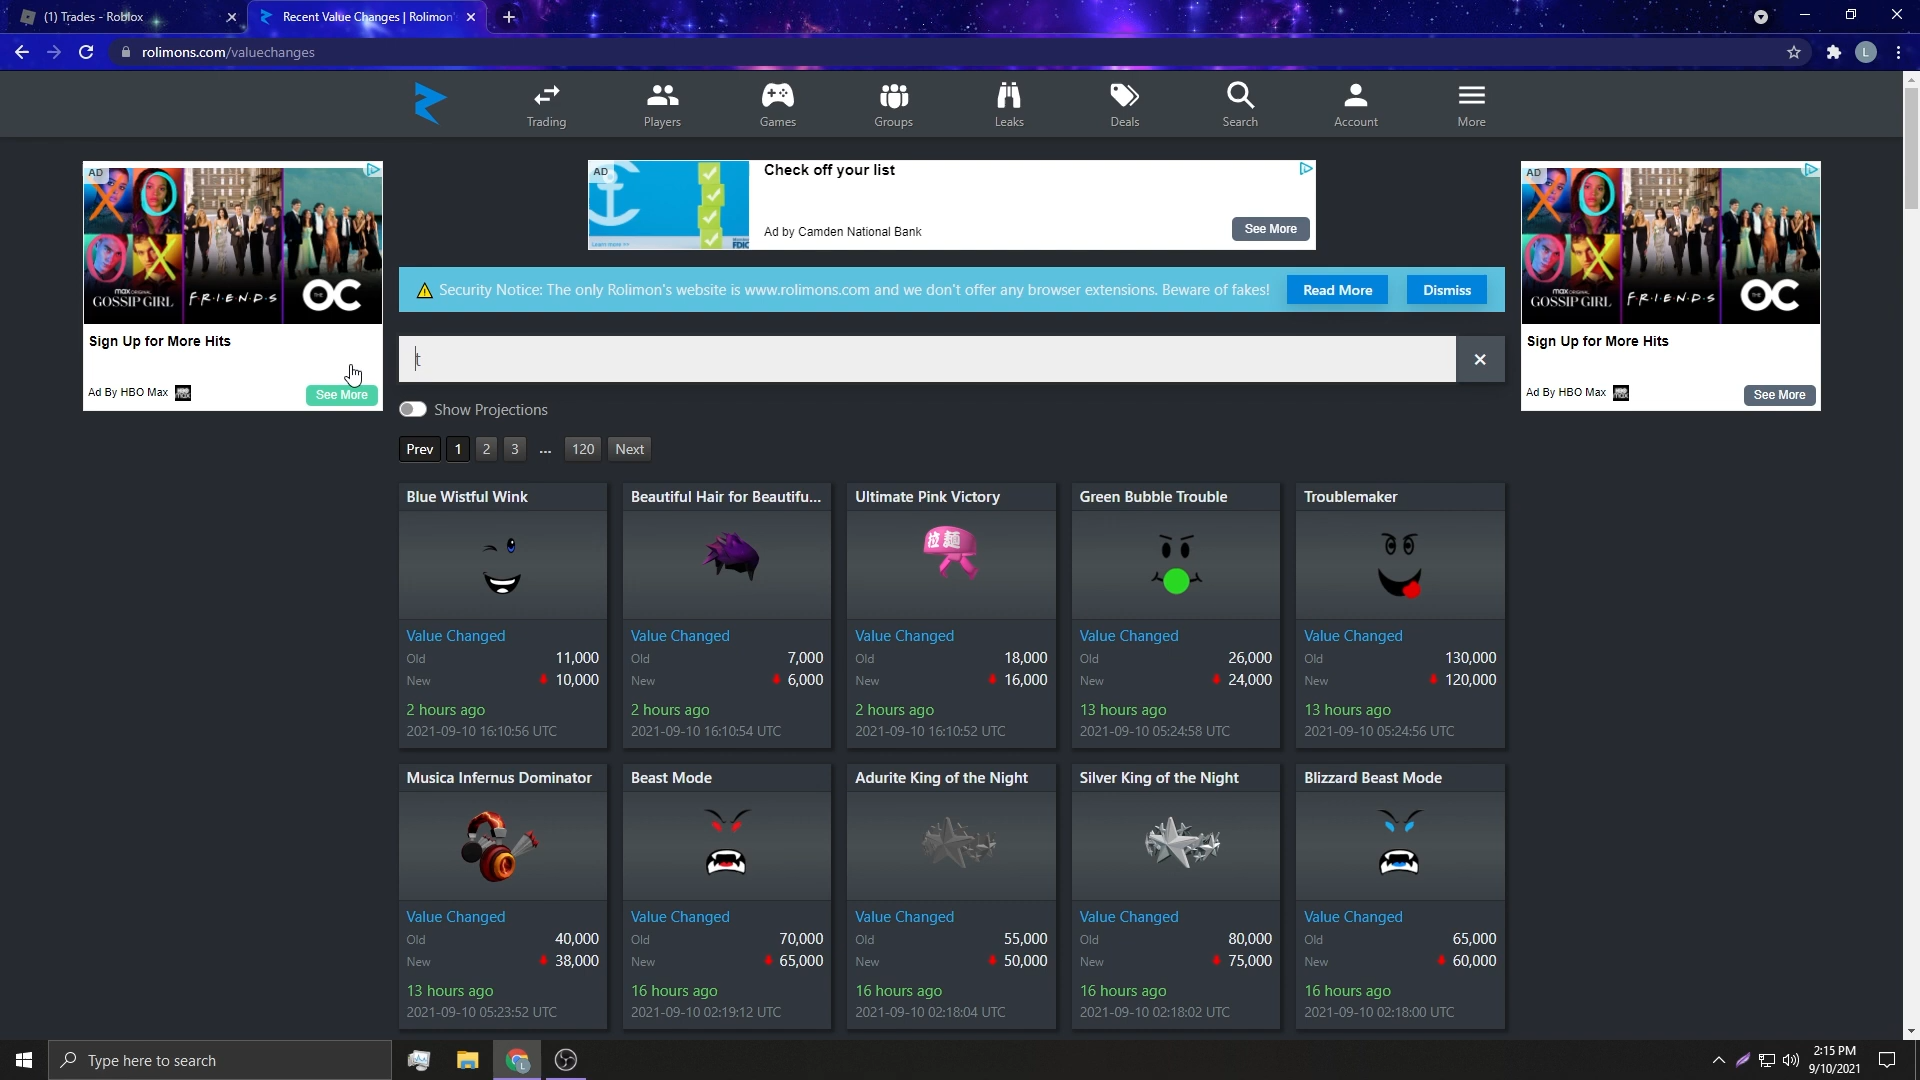 (1) Trades - Roblox
Recent Value Changes | Rolimon'
rolimons.com/valuechanges
L
Trading
Players
Games
Groups
Leaks
Deals
Search
Account
More
AD
max original
GOSSIP GIRL
F·R·I·E·N·D·S
THE OC
Sign Up for More Hits
Ad By HBO Max
See More
AD
Learn more >>
FDIC
Check off your list
Ad by Camden National Bank
See More
AD
max original
GOSSIP GIRL
F·R·I·E·N·D·S
THE OC
Sign Up for More Hits
Ad By HBO Max
See More
Security Notice: The only Rolimon's website is www.rolimons.com and we don't offer any browser extensions. Beware of fakes!
Read More
Dismiss
t
Show Projections
Prev 1 2 3 ... 120 Next
Blue Wistful Wink
Value Changed
Old 11,000
New 10,000
2 hours ago
2021-09-10 16:10:56 UTC
Beautiful Hair for Beautifu...
Value Changed
Old 7,000
New 6,000
2 hours ago
2021-09-10 16:10:54 UTC
Ultimate Pink Victory
拉麺
Value Changed
Old 18,000
New 16,000
2 hours ago
2021-09-10 16:10:52 UTC
Green Bubble Trouble
Value Changed
Old 26,000
New 24,000
13 hours ago
2021-09-10 05:24:58 UTC
Troublemaker
Value Changed
Old 130,000
New 120,000
13 hours ago
2021-09-10 05:24:56 UTC
Musica Infernus Dominator
Value Changed
Old 40,000
New 38,000
13 hours ago
2021-09-10 05:23:52 UTC
Beast Mode
Value Changed
Old 70,000
New 65,000
16 hours ago
2021-09-10 02:19:12 UTC
Adurite King of the Night
Value Changed
Old 55,000
New 50,000
16 hours ago
2021-09-10 02:18:04 UTC
Silver King of the Night
Value Changed
Old 80,000
New 75,000
16 hours ago
2021-09-10 02:18:02 UTC
Blizzard Beast Mode
Value Changed
Old 65,000
New 60,000
16 hours ago
2021-09-10 02:18:00 UTC
Type here to search
L
2:15 PM
9/10/2021